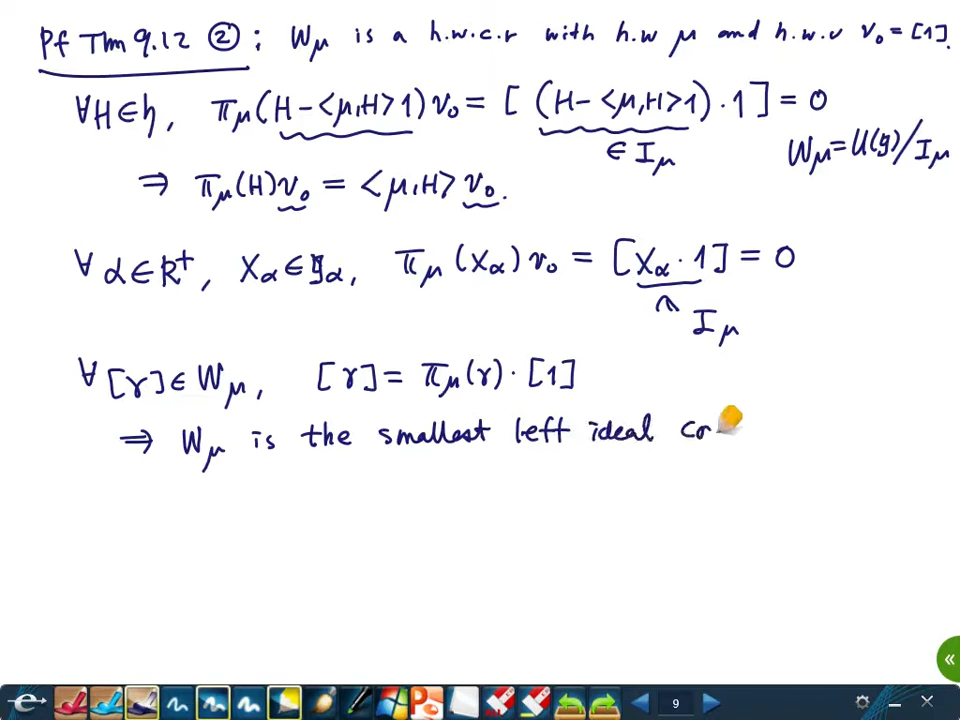 Pf Thm 9.12 ② : Wμ is a h.w.c.r with h.w μ and h.w.v v₀ = [1].
∀H∈𝔥, πμ(H-<μ,H>1)v₀ = [(H-<μ,H>1)·1] = 0
∈ Iμ Wμ = U(𝔤)/Iμ
⇒ πμ(H)v₀ = <μ,H> v₀.
∀ α∈R⁺, Xα∈𝔤α, πμ(Xα)v₀ = [Xα·1] = 0
∈ Iμ
∀ [γ]∈Wμ, [γ] = πμ(γ)·[1]
⇒ Wμ is the smallest left ideal co
9